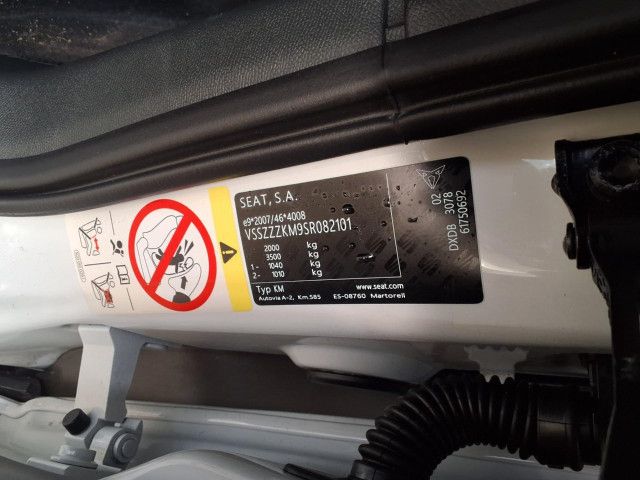 SEAT, S.A.
e9*2007/46*4008
VSSZZZKM9SR082101
2000 kg
3500 kg
1- 1040 kg
2- 1010 kg
Typ KM www.seat.com
Autovía A-2, Km.585 ES-08760 Martorell
02
DXDB 3078
61750692